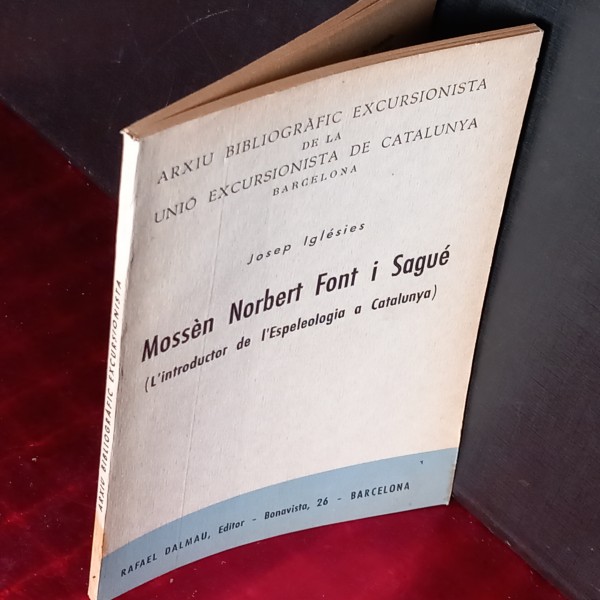 ARXIU BIBLIOGRÀFIC EXCURSIONISTA
DE LA
UNIÓ EXCURSIONISTA DE CATALUNYA
BARCELONA
Josep Iglésies
Mossèn Norbert Font i Sagué
(L'introductor de l'Espeleologia a Catalunya)
RAFAEL DALMAU, Editor - Bonavista, 26 - BARCELONA
ARXIU BIBLIOGRÀFIC EXCURSIONISTA